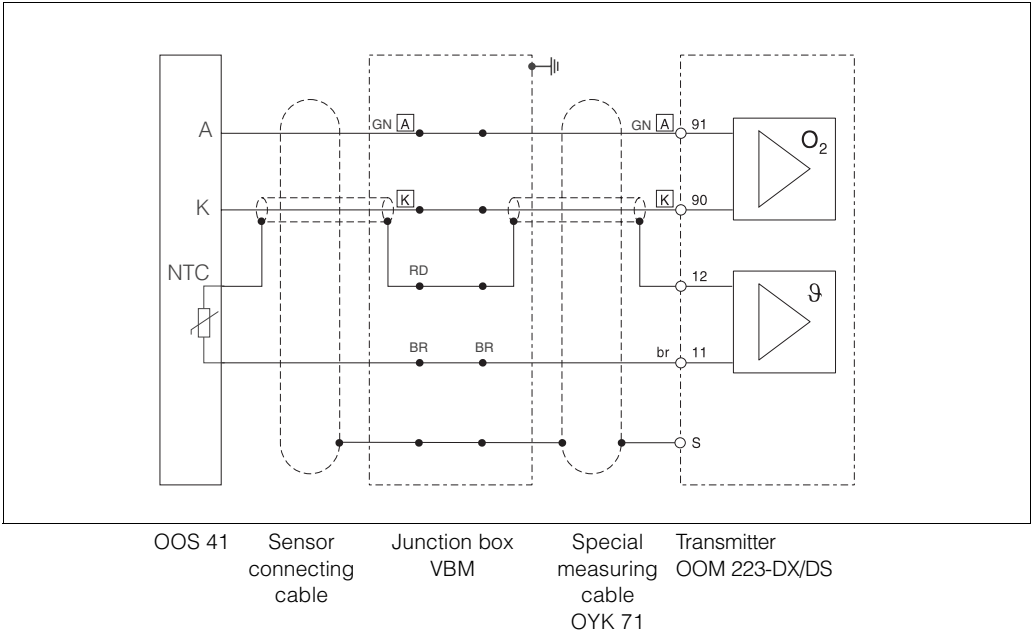 A GN A GN A 91 O2
K K K 90
NTC RD 12 ϑ
BR BR br 11
S
OOS 41 Sensor connecting cable
Junction box VBM
Special measuring cable OYK 71
Transmitter OOM 223-DX/DS